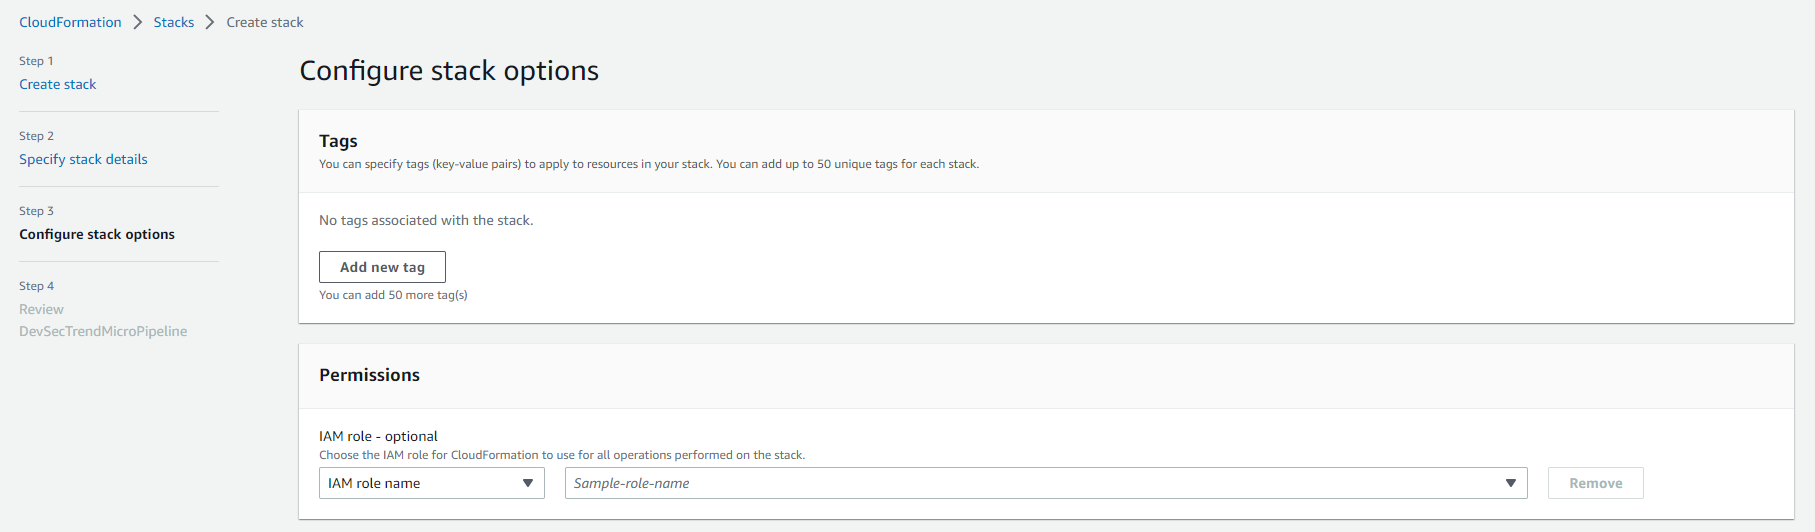 CloudFormation > Stacks > Create stack
Step 1
Create stack
Step 2
Specify stack details
Step 3
Configure stack options
Step 4
Review
DevSecTrendMicroPipeline
Configure stack options
Tags
You can specify tags (key-value pairs) to apply to resources in your stack. You can add up to 50 unique tags for each stack.
No tags associated with the stack.
Add new tag
You can add 50 more tag(s)
Permissions
IAM role - optional
Choose the IAM role for CloudFormation to use for all operations performed on the stack.
IAM role name Sample-role-name Remove